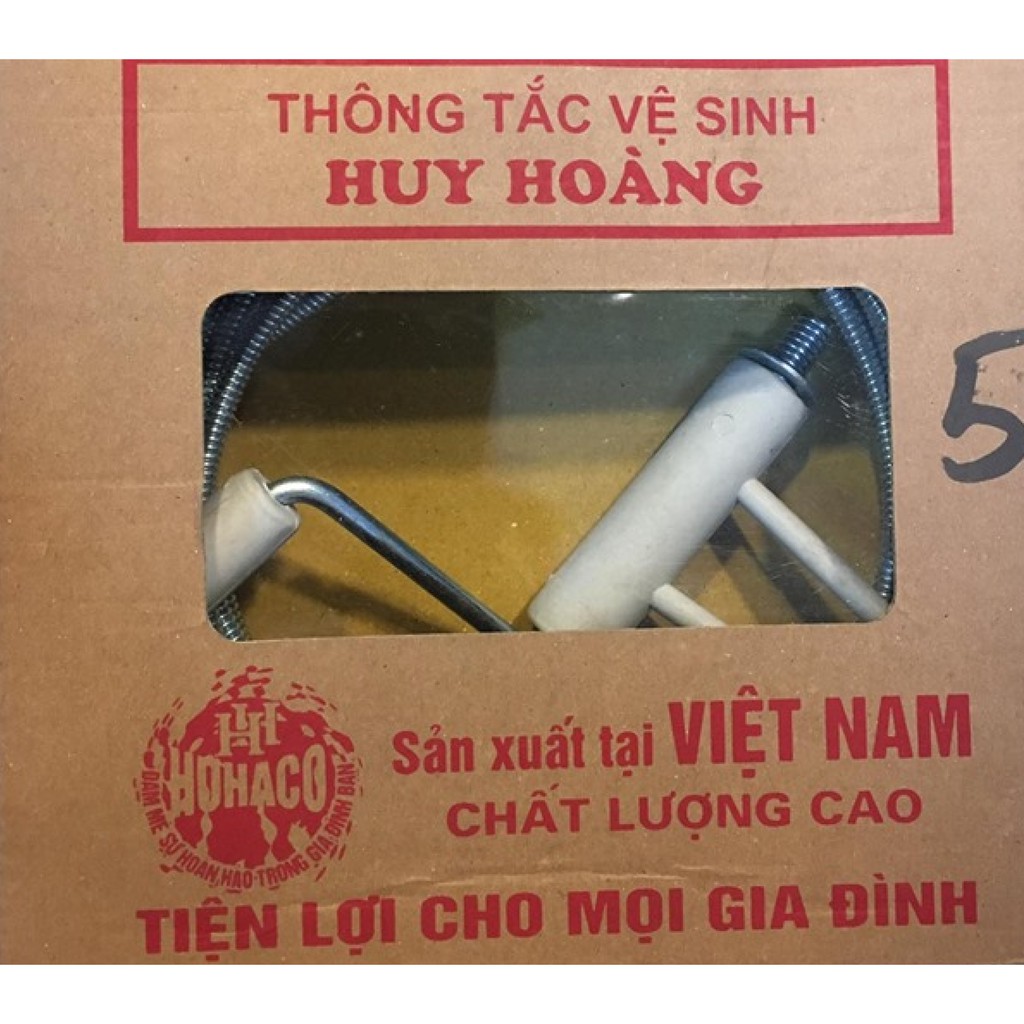 THÔNG TẮC VỆ SINH
HUY HOÀNG
5
HH
HOHACO
ĐAM MÊ SỰ HOÀN HẢO TRONG GIA ĐÌNH BẠN
Sản xuất tại VIỆT NAM
CHẤT LƯỢNG CAO
TIỆN LỢI CHO MỌI GIA ĐÌNH